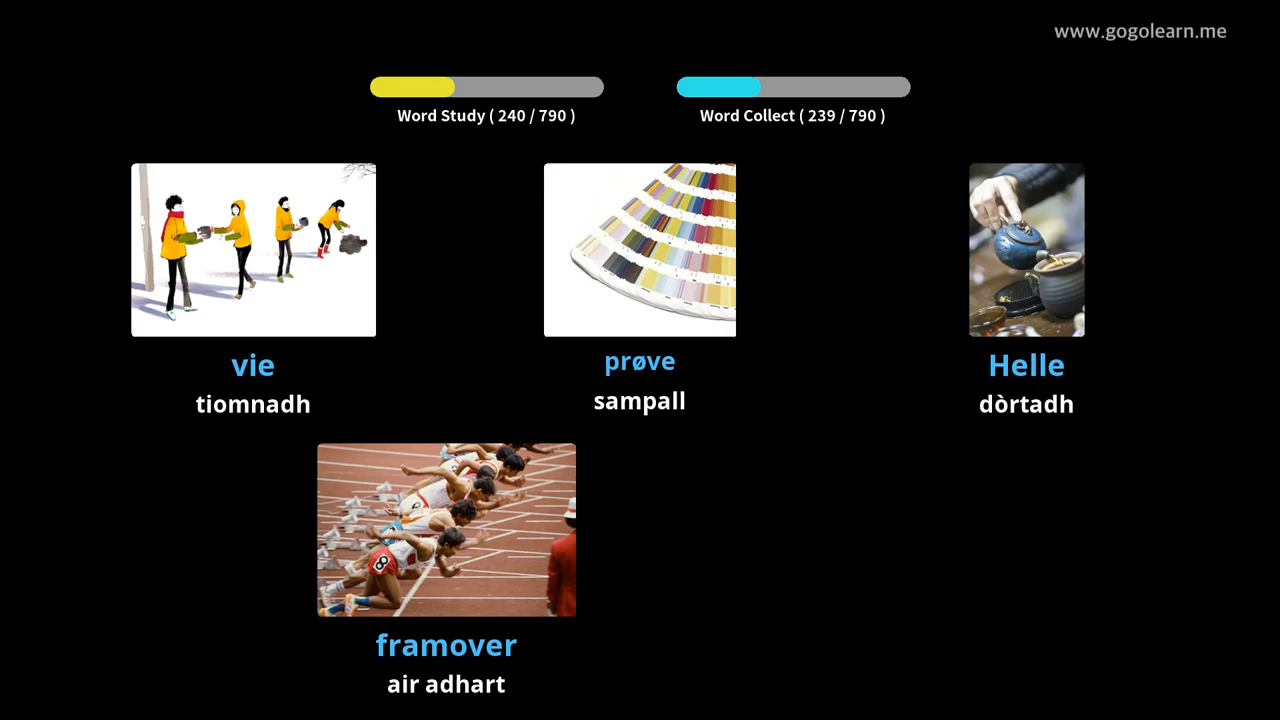 www.gogolearn.me
Word Study ( 240 / 790 )
Word Collect ( 239 / 790 )
vie
tiomnadh
prøve
sampall
Helle
dòrtadh
8
framover
air adhart